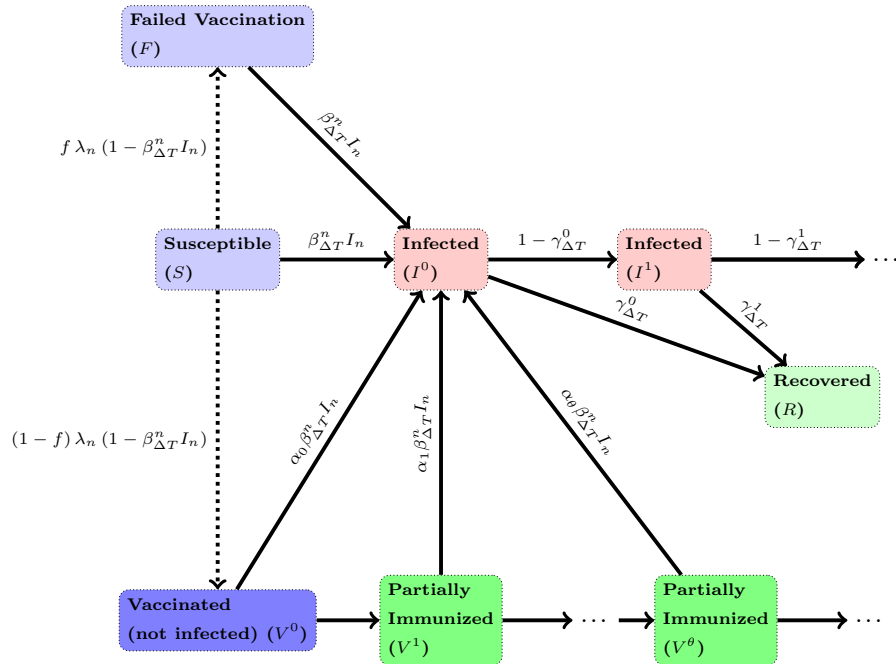 Failed Vaccination
(F)
β^n_{ΔT} I_n
f λ_n (1 − β^n_{ΔT} I_n)
Susceptible
(S)
β^n_{ΔT} I_n
Infected
(I^0)
1 − γ^0_{ΔT}
Infected
(I^1)
1 − γ^1_{ΔT}
...
γ^0_{ΔT}
γ^1_{ΔT}
Recovered
(R)
(1 − f) λ_n (1 − β^n_{ΔT} I_n)
α_0 β^n_{ΔT} I_n
α_1 β^n_{ΔT} I_n
α_θ β^n_{ΔT} I_n
Vaccinated
(not infected) (V^0)
Partially
Immunized
(V^1)
...
Partially
Immunized
(V^θ)
...